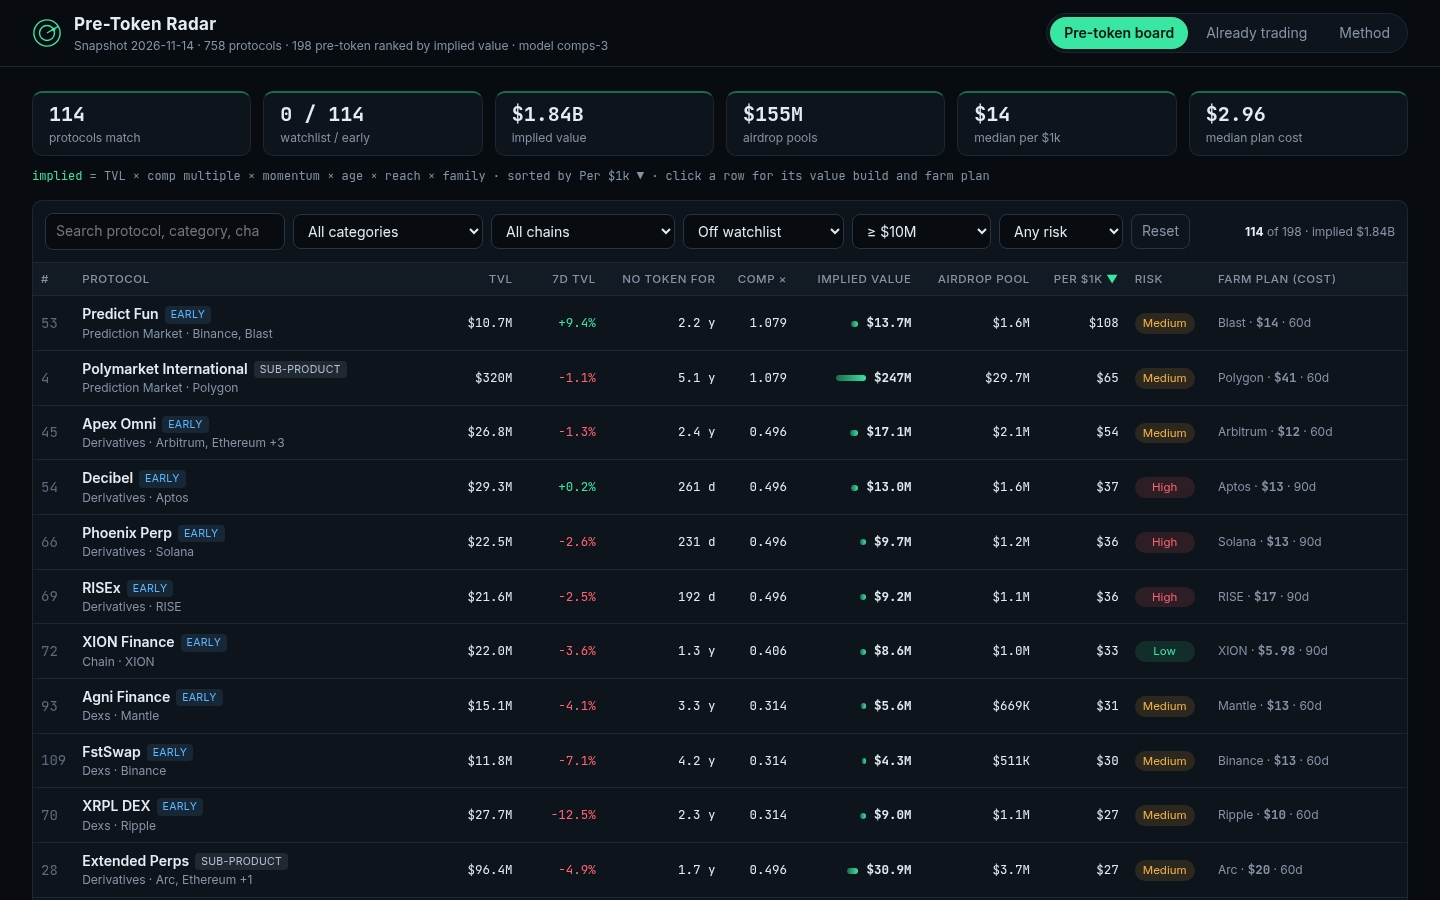 Pre-Token Radar
Snapshot 2026-11-14 · 758 protocols · 198 pre-token ranked by implied value · model comps-3
Pre-token board
Already trading
Method
114
protocols match
0 / 114
watchlist / early
$1.84B
implied value
$155M
airdrop pools
$14
median per $1k
$2.96
median plan cost
implied = TVL × comp multiple × momentum × age × reach × family · sorted by Per $1k ▼ · click a row for its value build and farm plan
Search protocol, category, cha
All categories
All chains
Off watchlist
≥ $10M
Any risk
Reset
114 of 198 · implied $1.84B
# PROTOCOL TVL 7D TVL NO TOKEN FOR COMP × IMPLIED VALUE AIRDROP POOL PER $1K ▼ RISK FARM PLAN (COST)
53 Predict Fun EARLY $10.7M +9.4% 2.2 y 1.079 $13.7M $1.6M $108 Medium Blast · $14 · 60d
Prediction Market · Binance, Blast
4 Polymarket International SUB-PRODUCT $320M -1.1% 5.1 y 1.079 $247M $29.7M $65 Medium Polygon · $41 · 60d
Prediction Market · Polygon
45 Apex Omni EARLY $26.8M -1.3% 2.4 y 0.496 $17.1M $2.1M $54 Medium Arbitrum · $12 · 60d
Derivatives · Arbitrum, Ethereum +3
54 Decibel EARLY $29.3M +0.2% 261 d 0.496 $13.0M $1.6M $37 High Aptos · $13 · 90d
Derivatives · Aptos
66 Phoenix Perp EARLY $22.5M -2.6% 231 d 0.496 $9.7M $1.2M $36 High Solana · $13 · 90d
Derivatives · Solana
69 RISEx EARLY $21.6M -2.5% 192 d 0.496 $9.2M $1.1M $36 High RISE · $17 · 90d
Derivatives · RISE
72 XION Finance EARLY $22.0M -3.6% 1.3 y 0.406 $8.6M $1.0M $33 Low XION · $5.98 · 90d
Chain · XION
93 Agni Finance EARLY $15.1M -4.1% 3.3 y 0.314 $5.6M $669K $31 Medium Mantle · $13 · 60d
Dexs · Mantle
109 FstSwap EARLY $11.8M -7.1% 4.2 y 0.314 $4.3M $511K $30 Medium Binance · $13 · 60d
Dexs · Binance
70 XRPL DEX EARLY $27.7M -12.5% 2.3 y 0.314 $9.0M $1.1M $27 Medium Ripple · $10 · 60d
Dexs · Ripple
28 Extended Perps SUB-PRODUCT $96.4M -4.9% 1.7 y 0.496 $30.9M $3.7M $27 Medium Arc · $20 · 60d
Derivatives · Arc, Ethereum +1